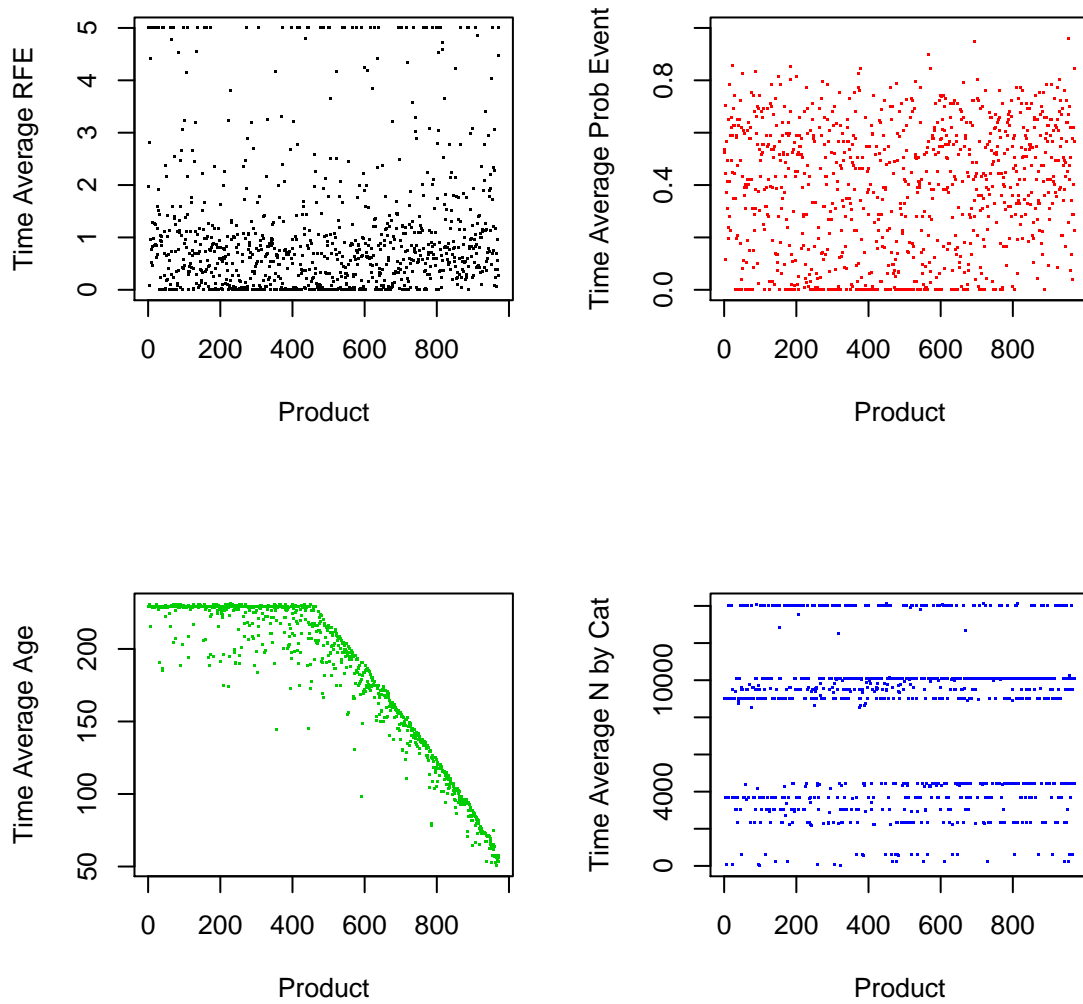 Time Average RFE
5
4
3
2
1
0
0 200 400 600 800
Product
Time Average Prob Event
0.8
0.4
0.0
0 200 400 600 800
Product
Time Average Age
200
150
100
50
0 200 400 600 800
Product
Time Average N by Cat
10000
4000
0
0 200 400 600 800
Product